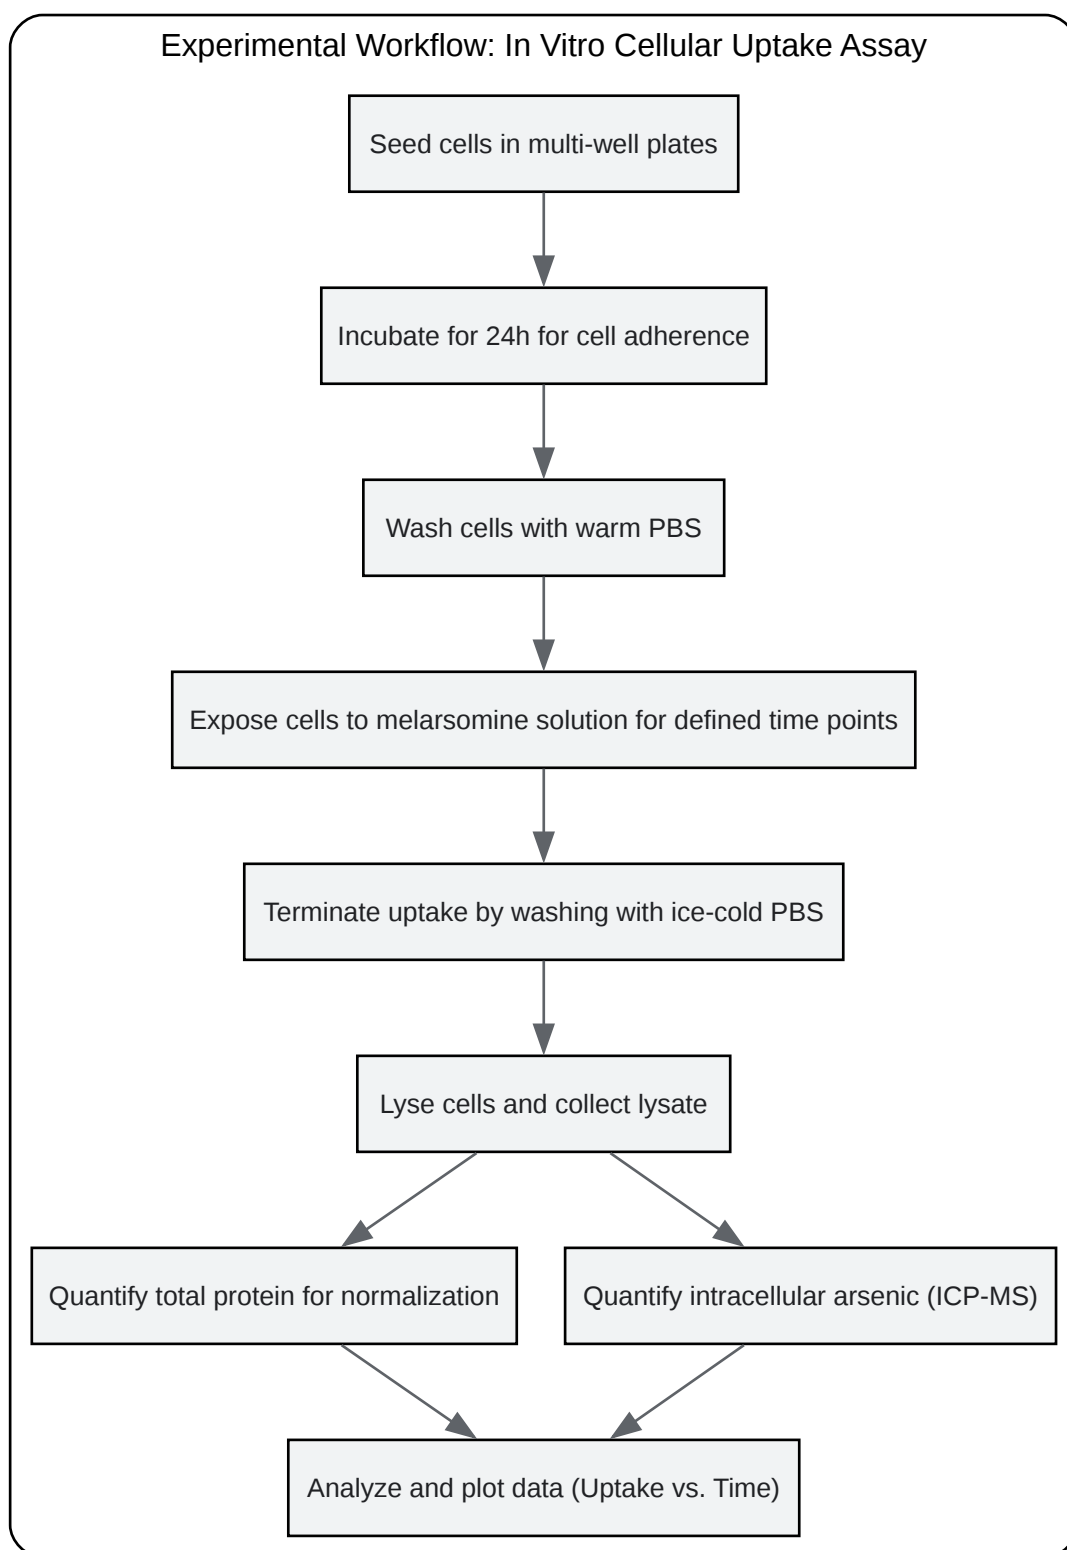 Experimental Workflow: In Vitro Cellular Uptake Assay
Seed cells in multi-well plates
Incubate for 24h for cell adherence
Wash cells with warm PBS
Expose cells to melarsomine solution for defined time points
Terminate uptake by washing with ice-cold PBS
Lyse cells and collect lysate
Quantify total protein for normalization
Quantify intracellular arsenic (ICP-MS)
Analyze and plot data (Uptake vs. Time)